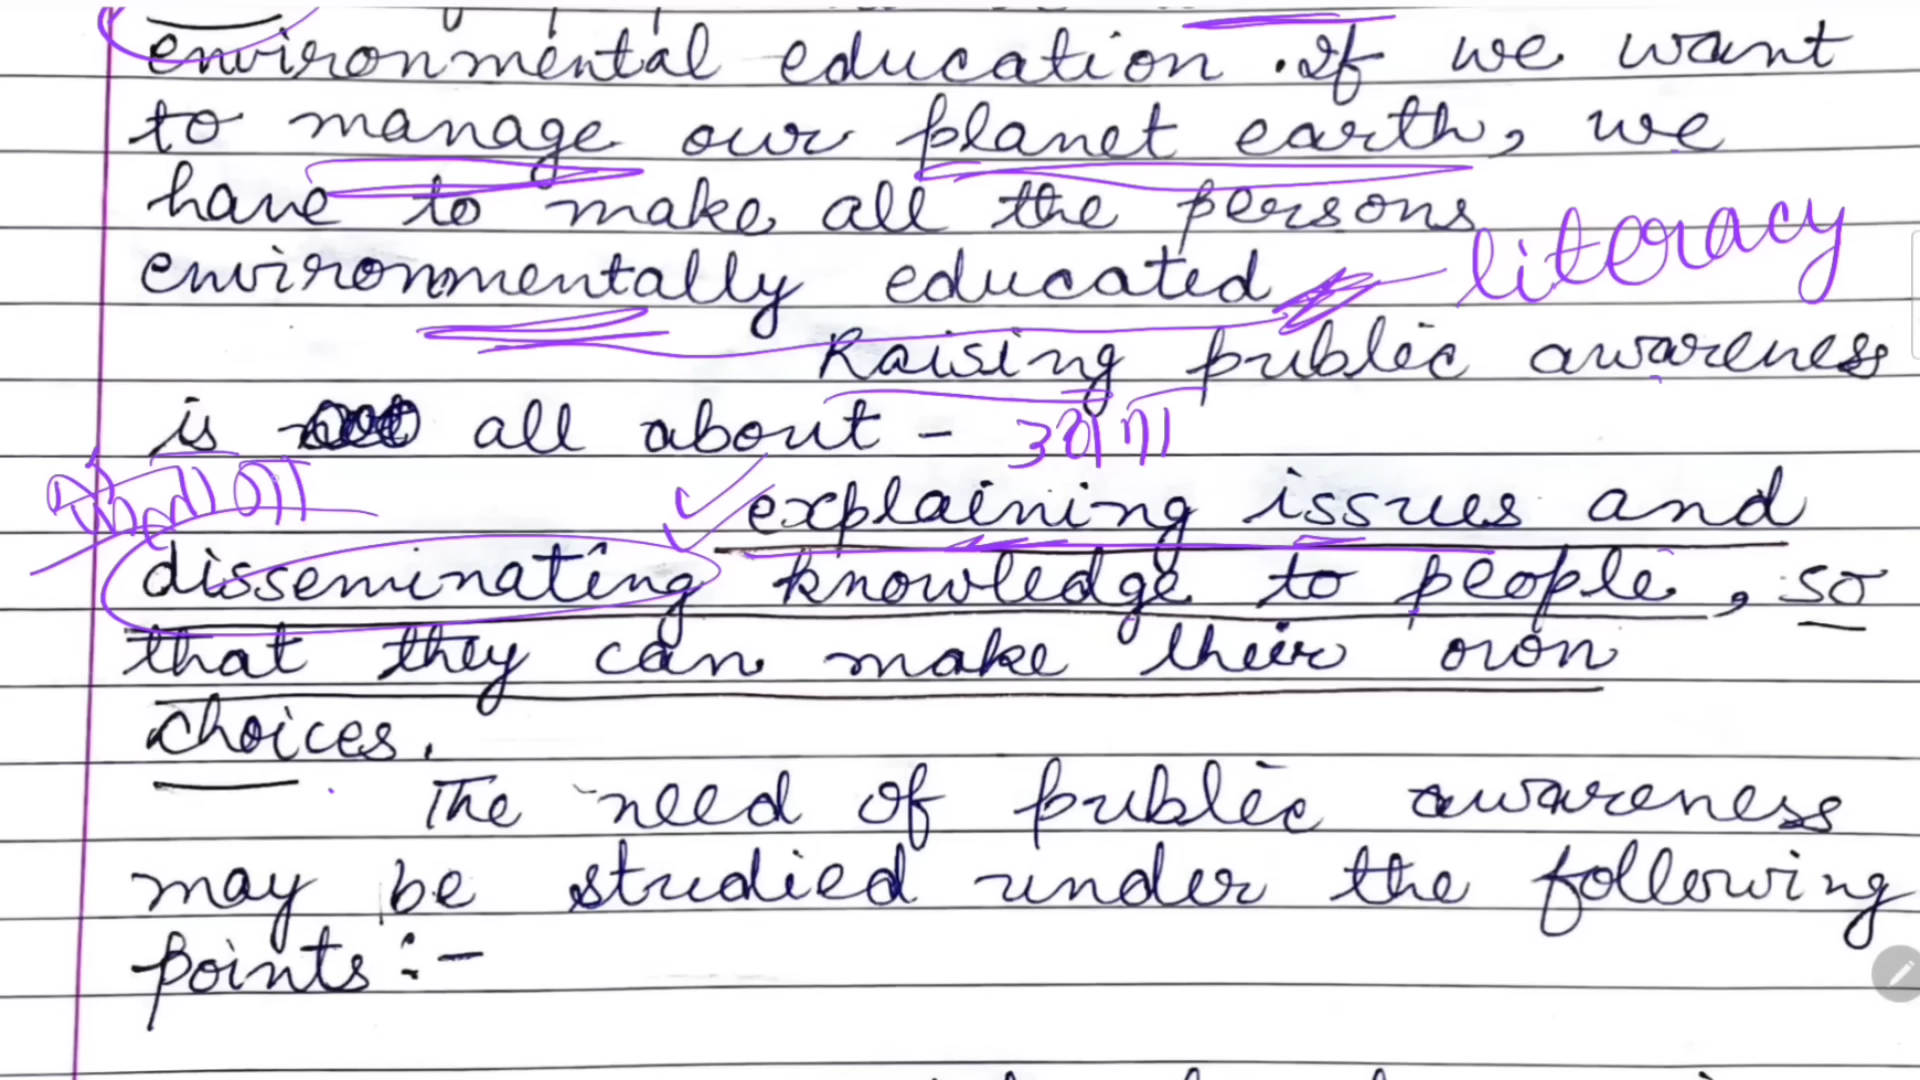 environmental education. If we want
to manage our planet earth, we
have to make all the persons
environmentally educated literacy
Raising public awareness
is all about -
explaining issues and
disseminating knowledge to people, so
that they can make their own
choices.
The need of public awareness
may be studied under the following
points :-